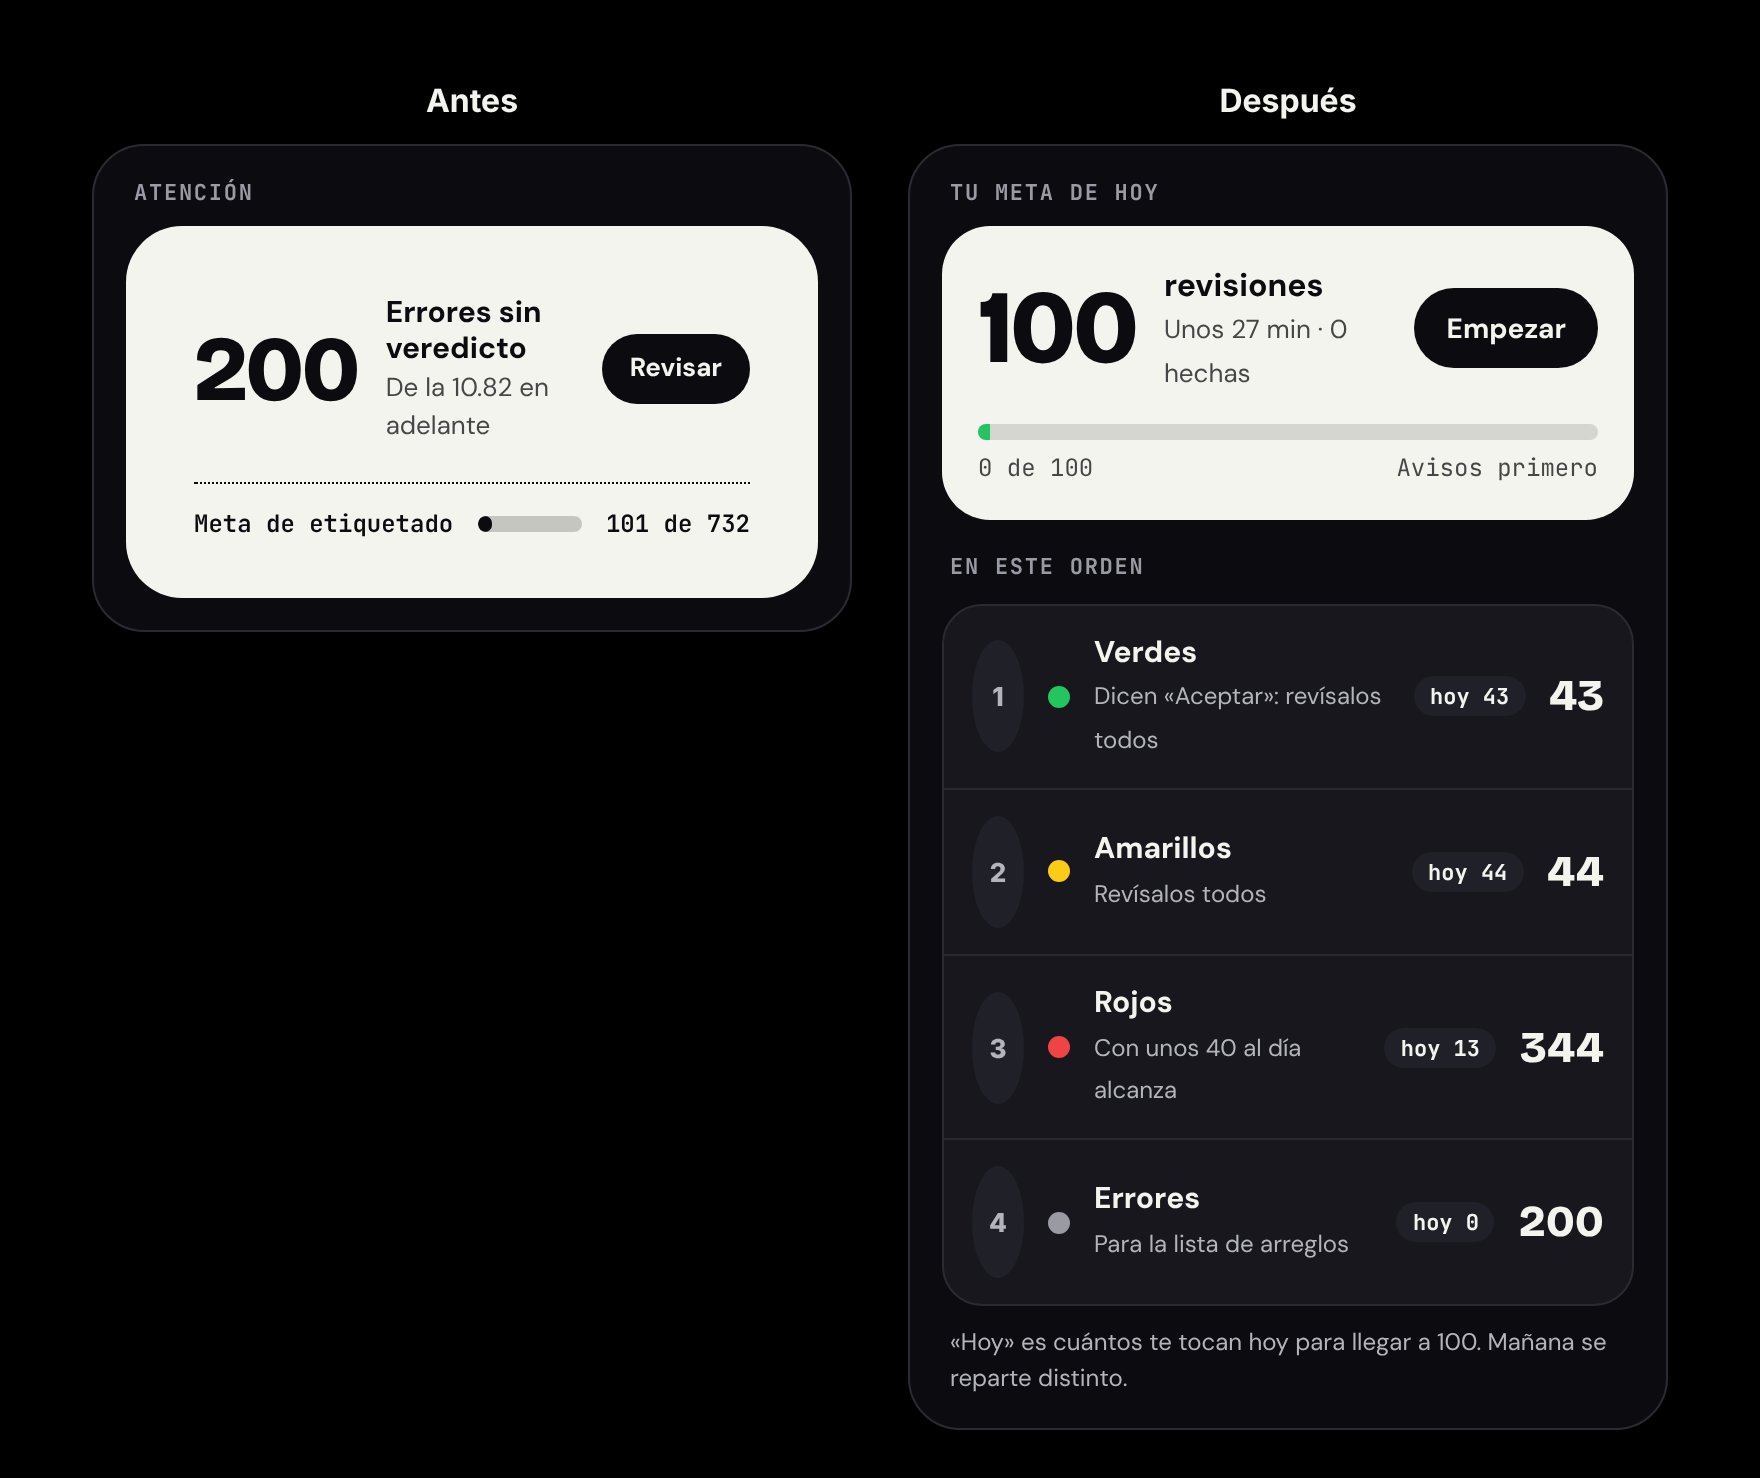 Antes
ATENCIÓN
200
Errores sin
veredicto
De la 10.82 en
adelante
Revisar
Meta de etiquetado
101 de 732
Después
TU META DE HOY
100
revisiones
Unos 27 min · 0
hechas
Empezar
0 de 100
Avisos primero
EN ESTE ORDEN
1
Verdes
Dicen «Aceptar»: revísalos
todos
hoy 43
43
2
Amarillos
Revísalos todos
hoy 44
44
3
Rojos
Con unos 40 al día
alcanza
hoy 13
344
4
Errores
Para la lista de arreglos
hoy 0
200
«Hoy» es cuántos te tocan hoy para llegar a 100. Mañana se
reparte distinto.